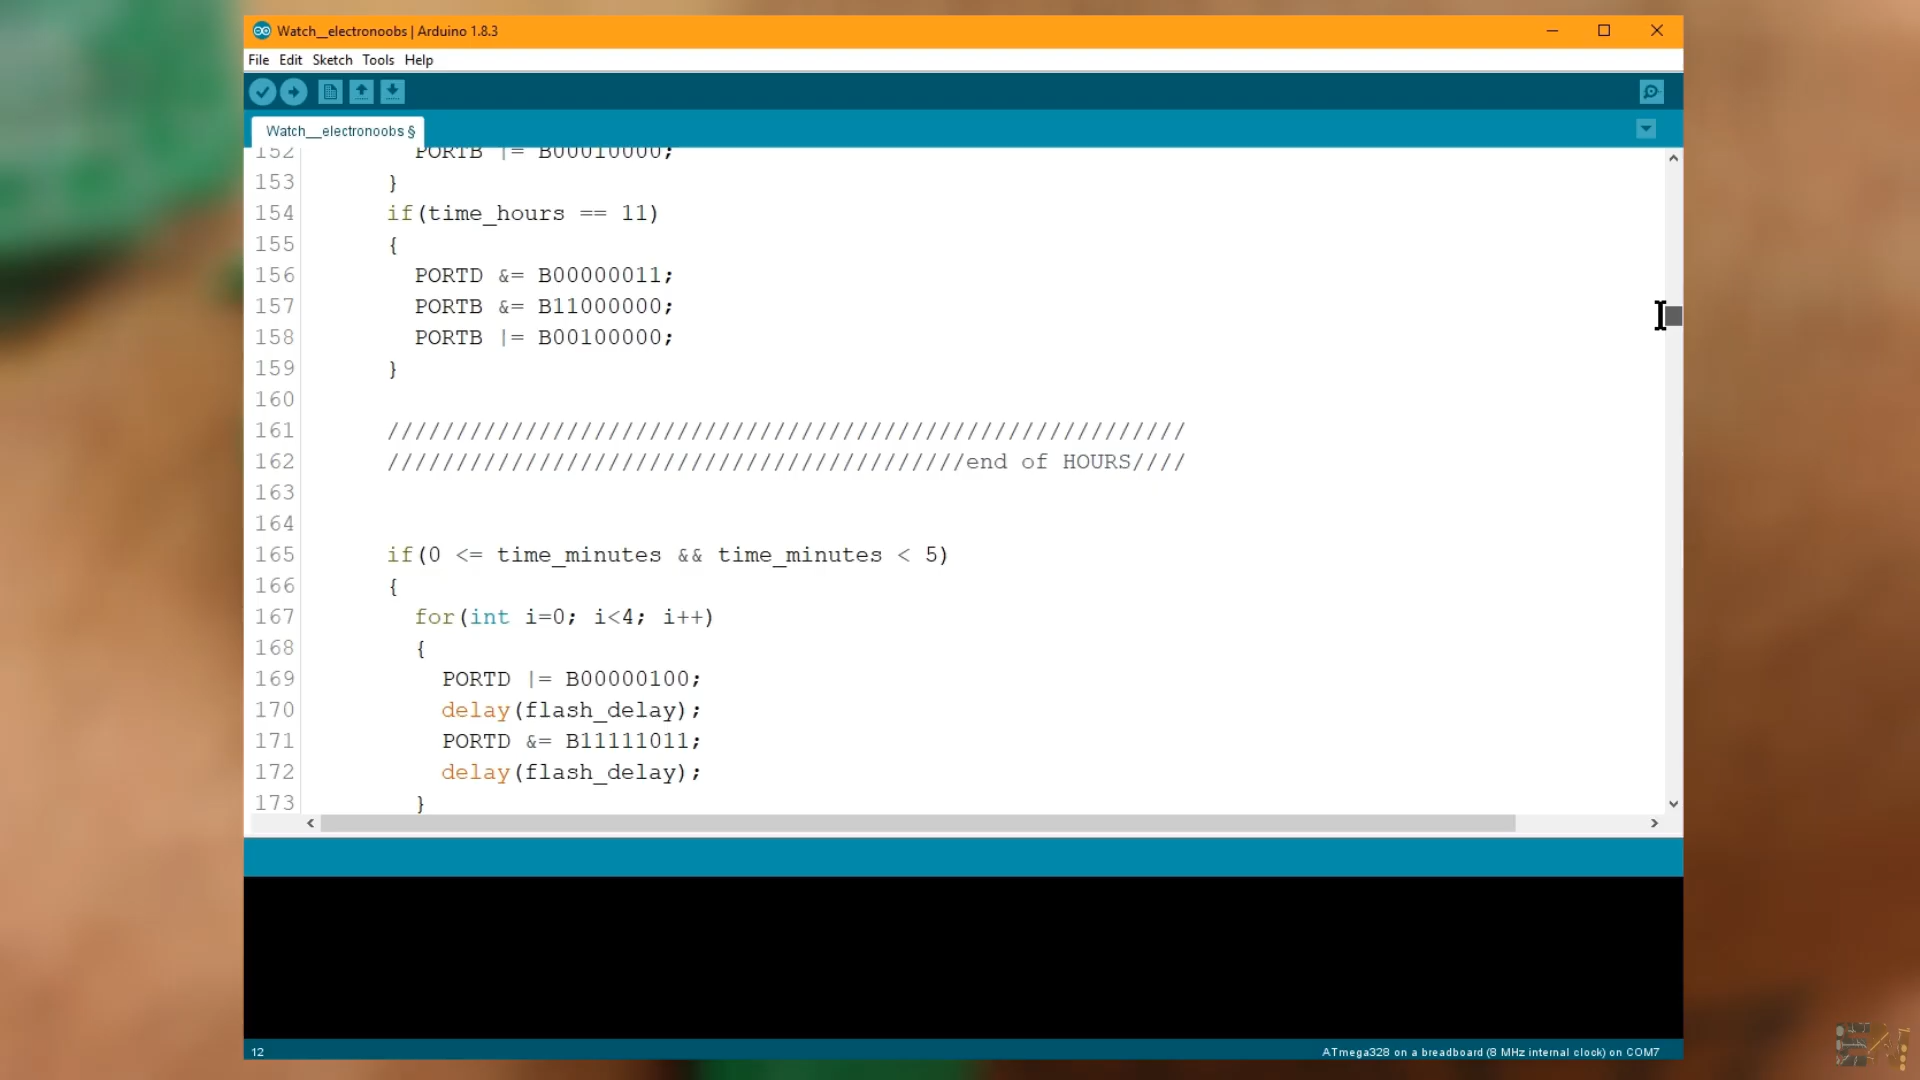 Watch__electronoobs | Arduino 1.8.3
File Edit Sketch Tools Help
Watch__electronoobs §
152 PORTB |= B00010000;
153 }
154 if(time_hours == 11)
155 {
156 PORTD &= B00000011;
157 PORTB &= B11000000;
158 PORTB |= B00100000;
159 }
160
161 //////////////////////////////////////////////////////////
162 //////////////////////////////////////////end of HOURS////
163
164
165 if(0 <= time_minutes && time_minutes < 5)
166 {
167 for(int i=0; i<4; i++)
168 {
169 PORTD |= B00000100;
170 delay(flash_delay);
171 PORTD &= B11111011;
172 delay(flash_delay);
173 }
12 ATmega328 on a breadboard (8 MHz internal clock) on COM7